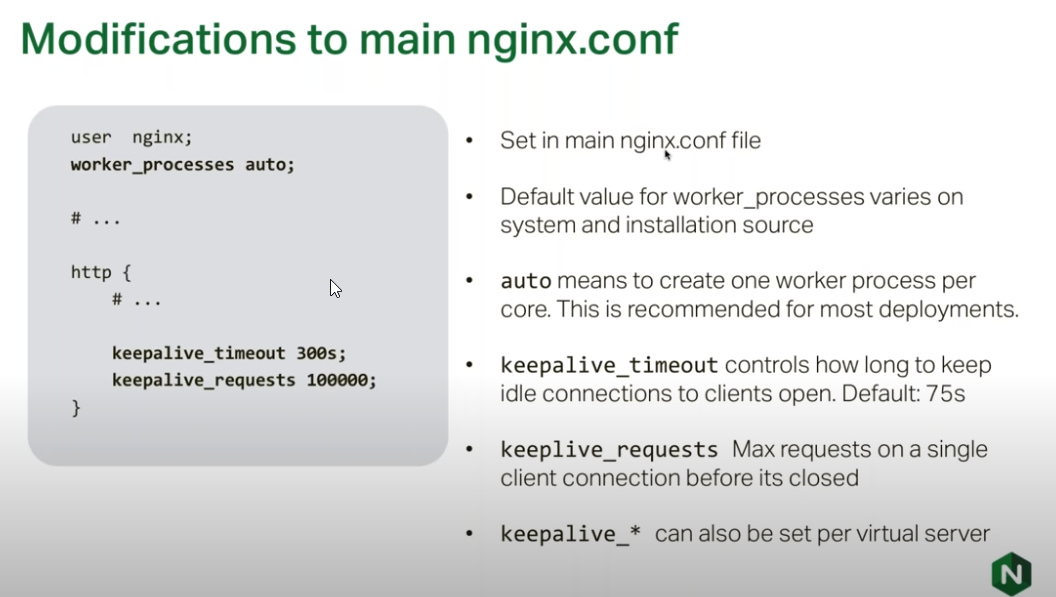 Modifications to main nginx.conf
user  nginx;
worker_processes auto;
# ...
http {
    # ...
    keepalive_timeout 300s;
    keepalive_requests 100000;
}
• Set in main nginx.conf file
• Default value for worker_processes varies on
system and installation source
• auto means to create one worker process per
core. This is recommended for most deployments.
• keepalive_timeout controls how long to keep
idle connections to clients open. Default: 75s
• keeplive_requests  Max requests on a single
client connection before its closed
• keepalive_*  can also be set per virtual server
N